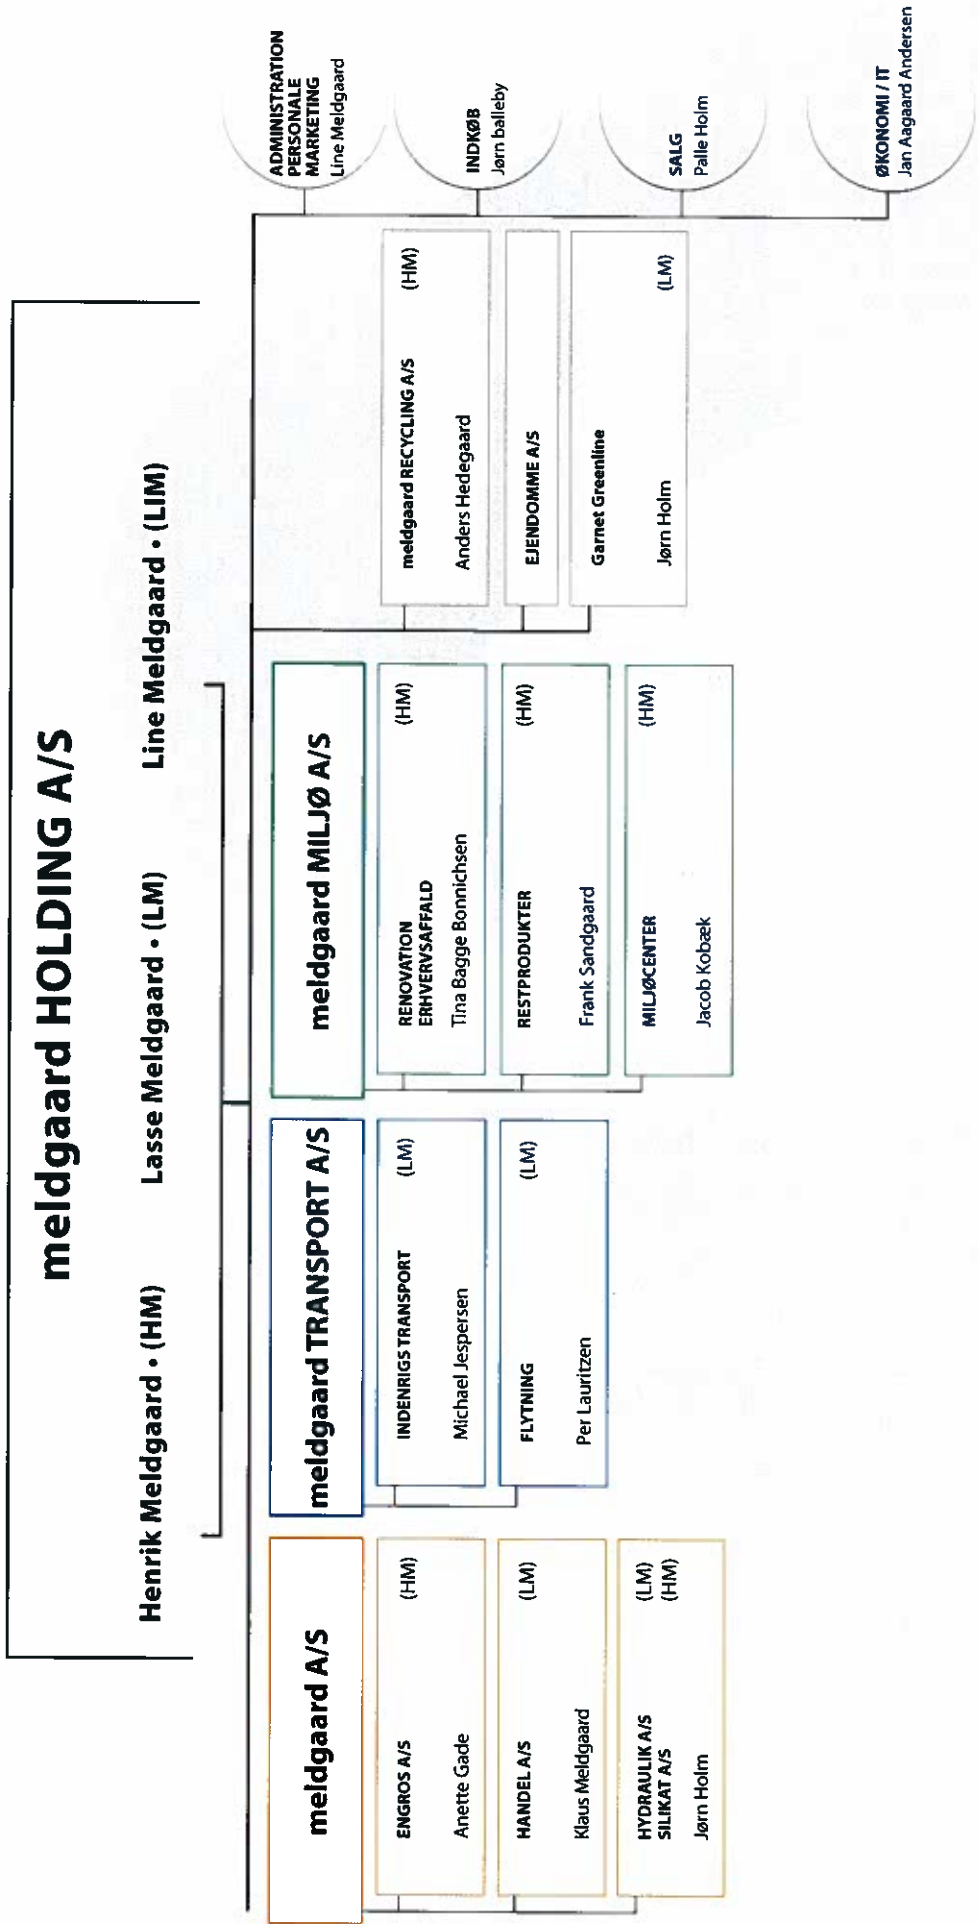 meldgaard HOLDING A/S
Henrik Meldgaard • (HM)
Lasse Meldgaard • (LM)
Line Meldgaard • (LIM)
meldgaard A/S
ENGROS A/S
(HM)
Anette Gade
HANDEL A/S
(LM)
Klaus Meldgaard
HYDRAULIK A/S
(LM)
SILIKAT A/S
(HM)
Jørn Holm
meldgaard TRANSPORT A/S
INDENRIGS TRANSPORT
(LM)
Michael Jespersen
FLYTNING
(LM)
Per Lauritzen
meldgaard MILJØ A/S
RENOVATION
(HM)
ERHVERVSAFFALD
Tina Bagge Bonnichsen
RESTPRODUKTER
(HM)
Frank Sandgaard
MILJØCENTER
(HM)
Jacob Kobæk
meldgaard RECYCLING A/S
(HM)
Anders Hedegaard
EJENDOMME A/S
Garnet Greenline
Jørn Holm
(LM)
ADMINISTRATION
PERSONALE
MARKETING
Line Meldgaard
INDKØB
Jørn balleby
SALG
Palle Holm
ØKONOMI / IT
Jan Aagaard Andersen